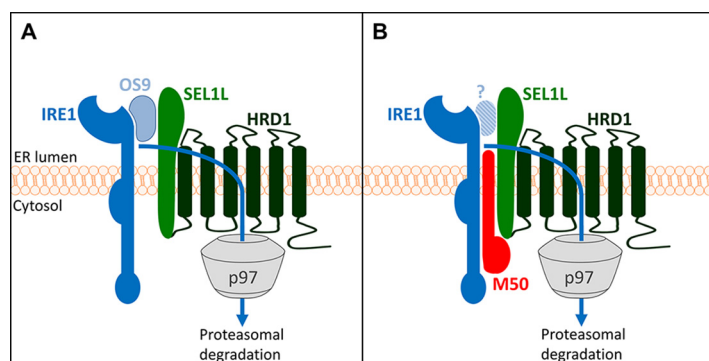 A
OS9
SEL1L
IRE1
HRD1
ER lumen
Cytosol
p97
Proteasomal
degradation
B
?
SEL1L
IRE1
HRD1
p97
M50
Proteasomal
degradation